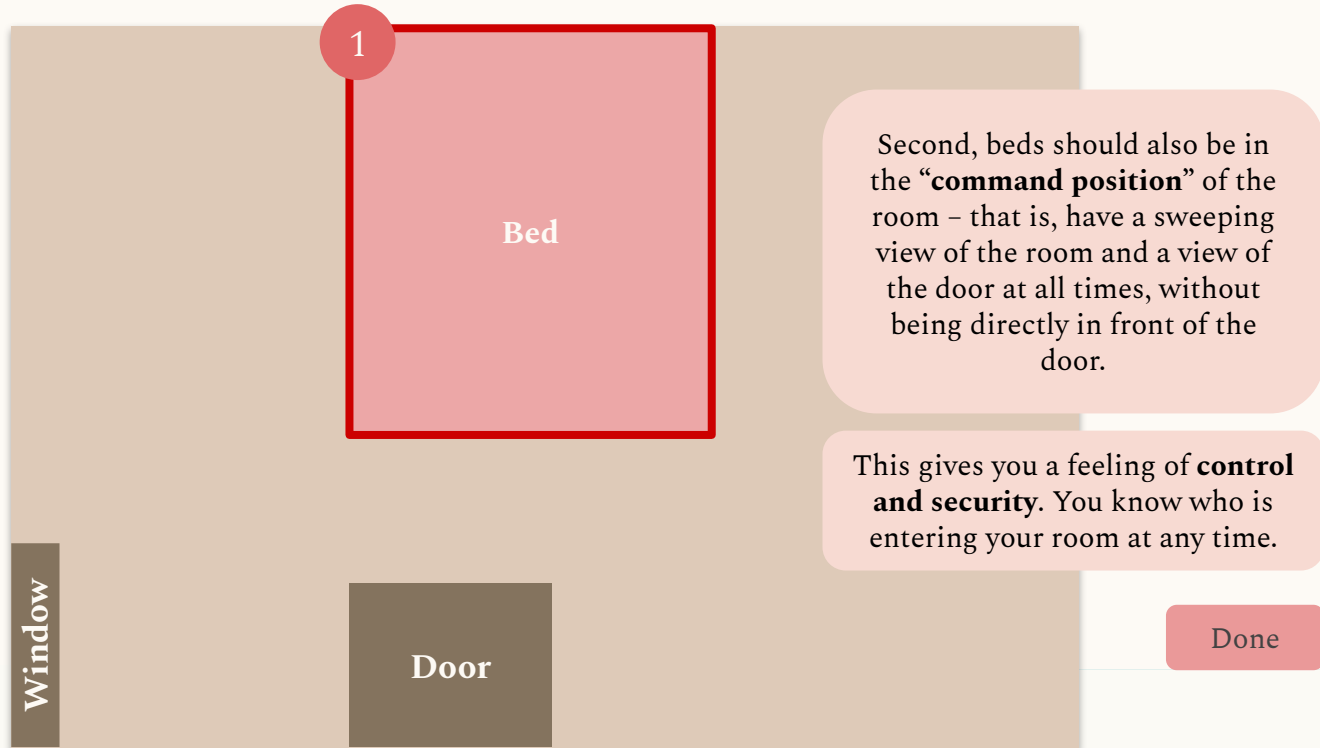 1
Bed
Second, beds should also be in
the “command position” of the
room – that is, have a sweeping
view of the room and a view of
the door at all times, without
being directly in front of the
door.
This gives you a feeling of control
and security. You know who is
entering your room at any time.
Window
Door
Done